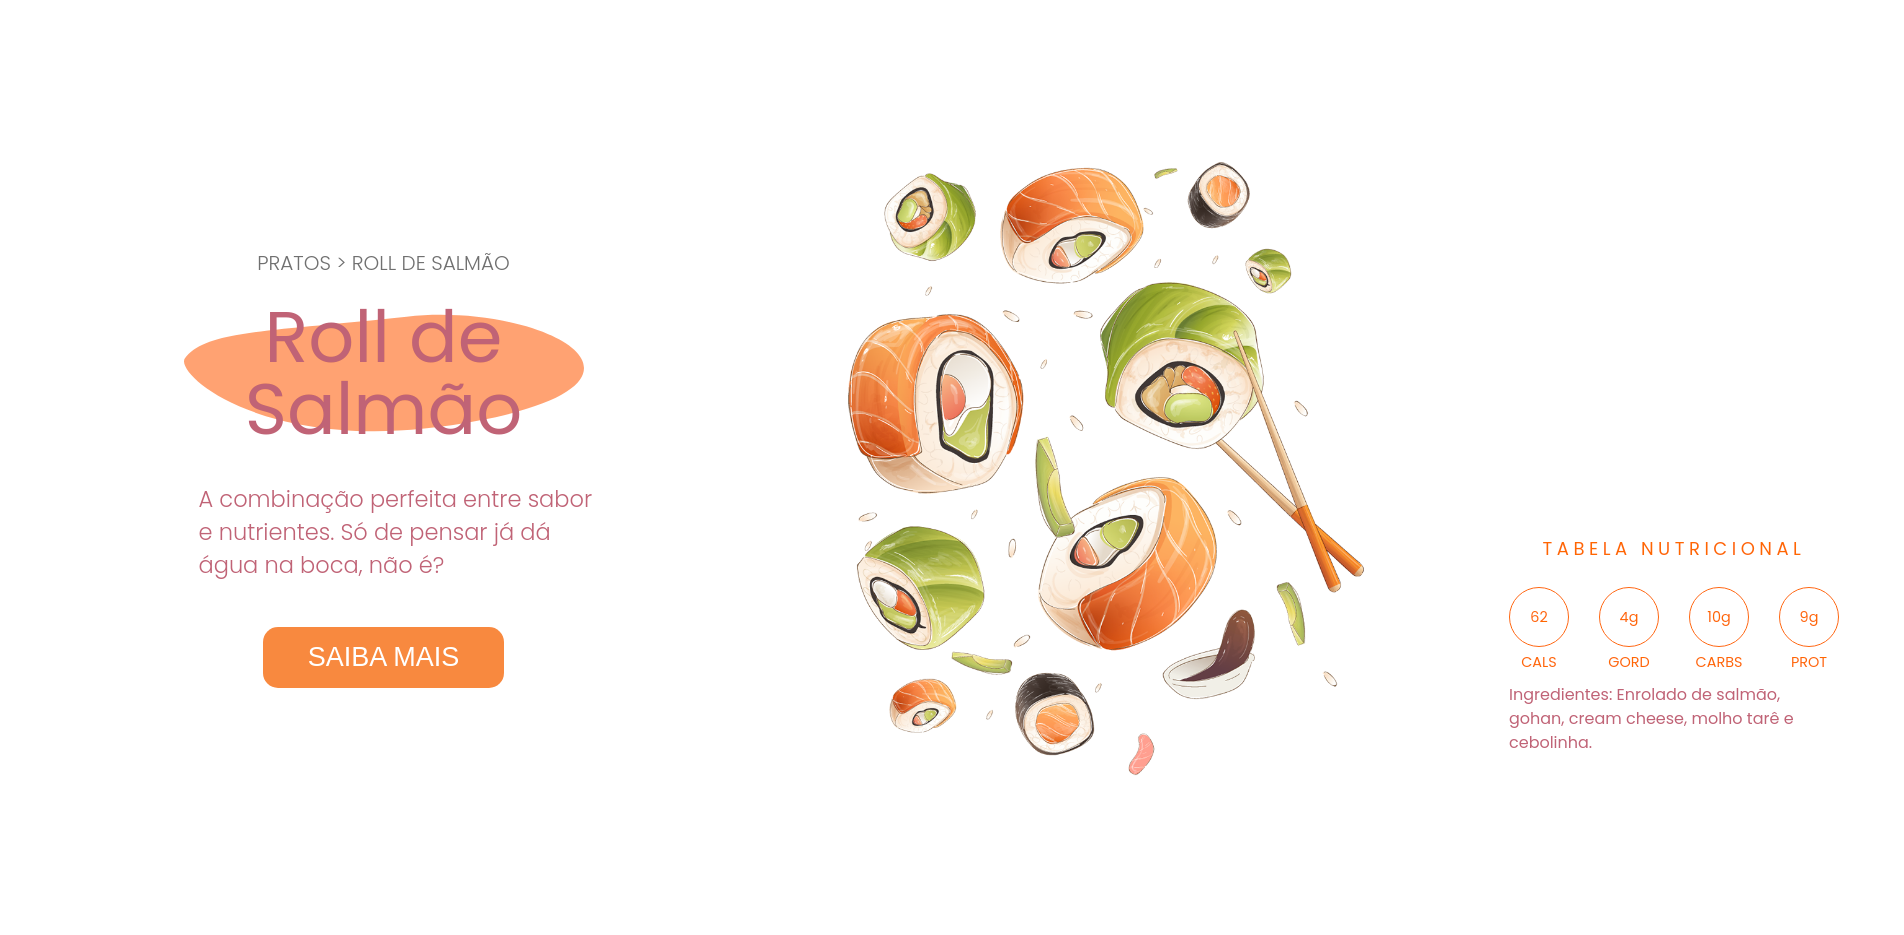 PRATOS > ROLL DE SALMÃO
Roll de
Salmão
A combinação perfeita entre sabor
e nutrientes. Só de pensar já dá
água na boca, não é?
SAIBA MAIS
TABELA NUTRICIONAL
62 4g 10g 9g
CALS GORD CARBS PROT
Ingredientes: Enrolado de salmão,
gohan, cream cheese, molho tarê e
cebolinha.